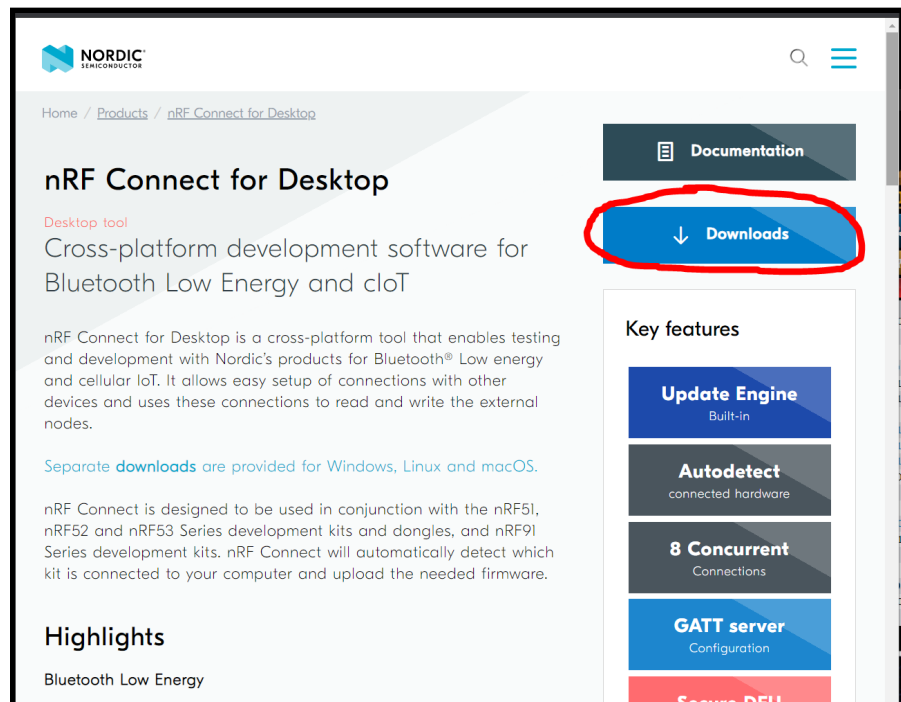 NORDIC
SEMICONDUCTOR
Home / Products / nRF Connect for Desktop
nRF Connect for Desktop
Desktop tool
Cross-platform development software for
Bluetooth Low Energy and cIoT
nRF Connect for Desktop is a cross-platform tool that enables testing
and development with Nordic's products for Bluetooth® Low energy
and cellular IoT. It allows easy setup of connections with other
devices and uses these connections to read and write the external
nodes.
Separate downloads are provided for Windows, Linux and macOS.
nRF Connect is designed to be used in conjunction with the nRF51,
nRF52 and nRF53 Series development kits and dongles, and nRF91
Series development kits. nRF Connect will automatically detect which
kit is connected to your computer and upload the needed firmware.
Highlights
Bluetooth Low Energy
Documentation
Downloads
Key features
Update Engine
Built-in
Autodetect
connected hardware
8 Concurrent
Connections
GATT server
Configuration
Secure DFU